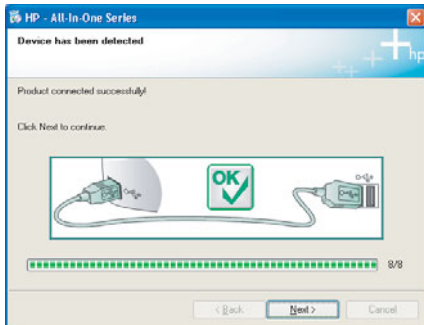 HP - All-In-One Series
Device has been detected
hp
Product connected successfully!
Click Next to continue.
OK
8/8
< Back
Next >
Cancel